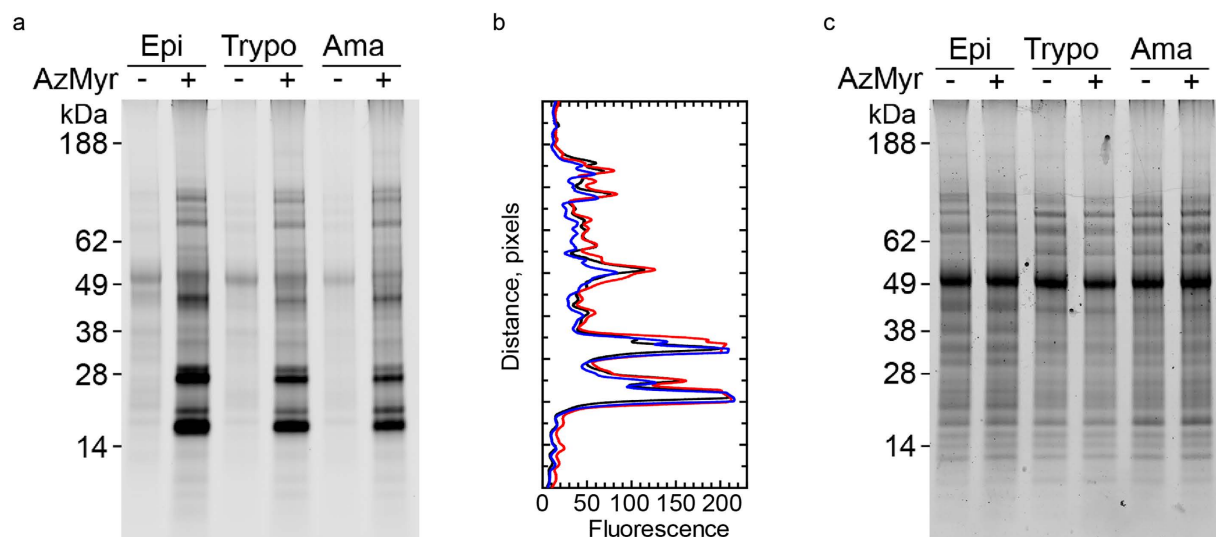 a
Epi Trypo Ama
AzMyr - + - + - +
kDa
188
62
49
38
28
14
b
Distance, pixels
0 50 100 150 200
Fluorescence
c
Epi Trypo Ama
AzMyr - + - + - +
kDa
188
62
49
38
28
14